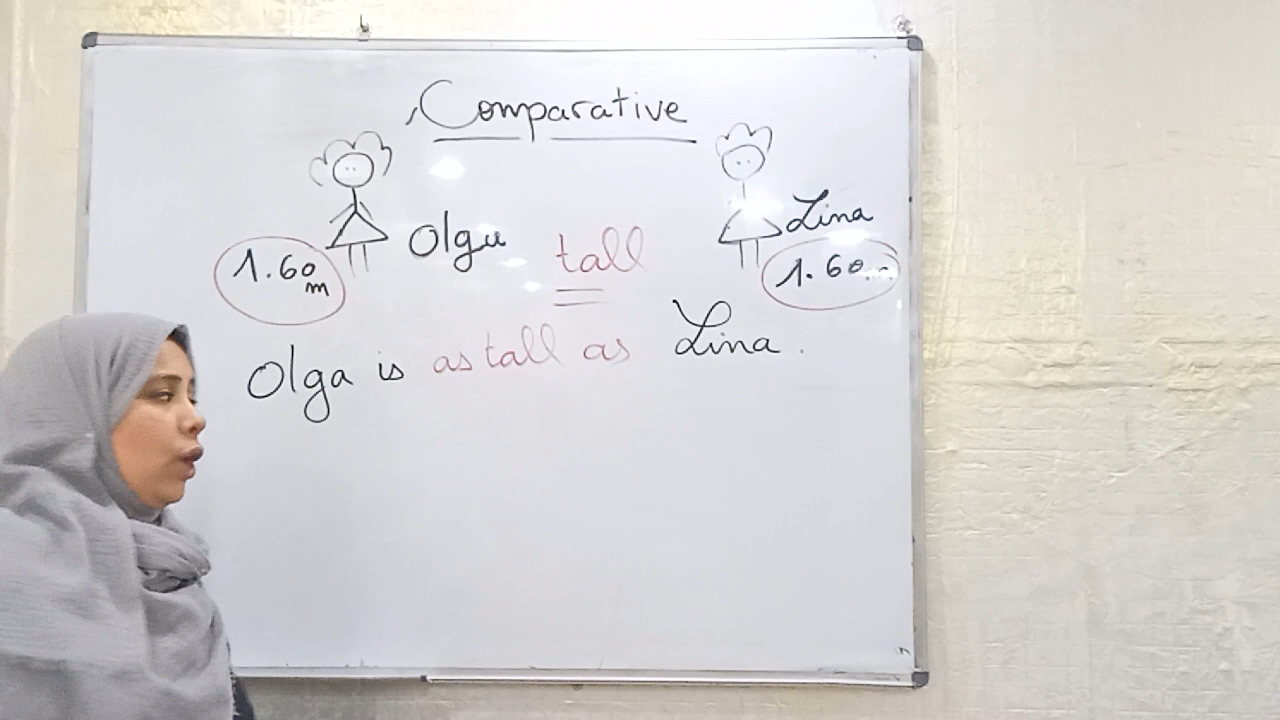 Comparative
Olga tall Lina
1.60 m 1.60 m
Olga is as tall as Lina.